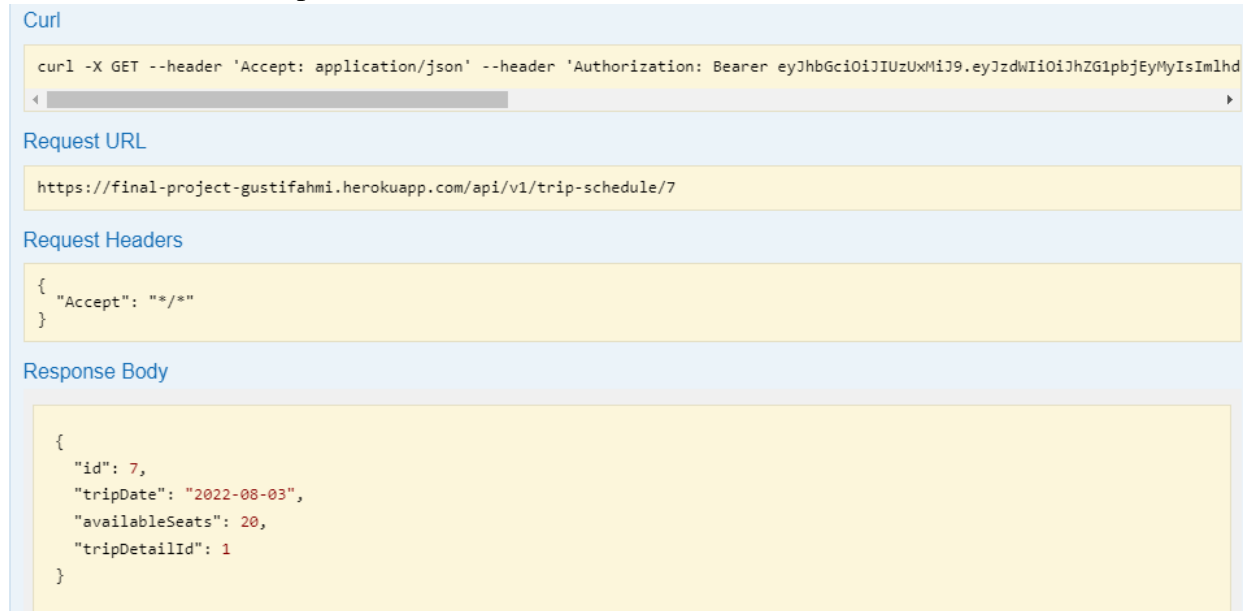 Curl
curl -X GET --header 'Accept: application/json' --header 'Authorization: Bearer eyJhbGciOiJIUzUxMiJ9.eyJzdWIiOiJhZG1pbjEyMyIsImlhd
Request URL
https://final-project-gustifahmi.herokuapp.com/api/v1/trip-schedule/7
Request Headers
{
"Accept": "*/*"
}
Response Body
{
"id": 7,
"tripDate": "2022-08-03",
"availableSeats": 20,
"tripDetailId": 1
}